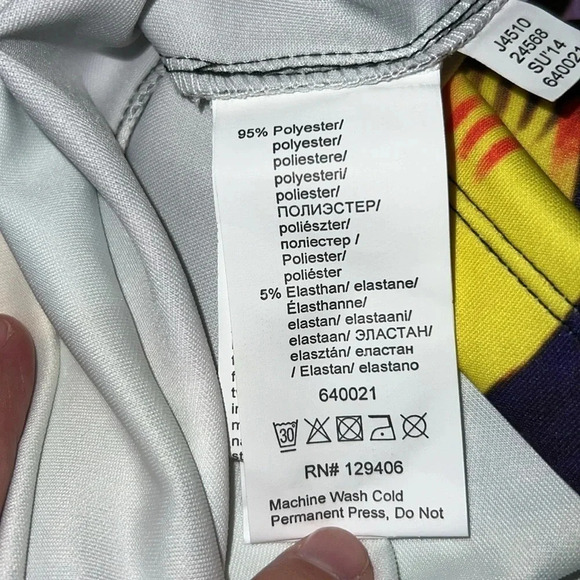 J4510
24568
SU'14
640021
95% Polyester/
polyester/
poliestere/
polyesteri/
poliester/
ПОЛИЭСТЕР/
poliészter/
поліестер /
Poliester/
poliéster
5% Elasthan/ elastane/
Élasthanne/
elastan/ elastaani/
elastaan/ ЭЛАСТАН/
elasztán/ еластан
/ Elastan/ elastano
640021
30
RN# 129406
Machine Wash Cold
Permanent Press, Do Not